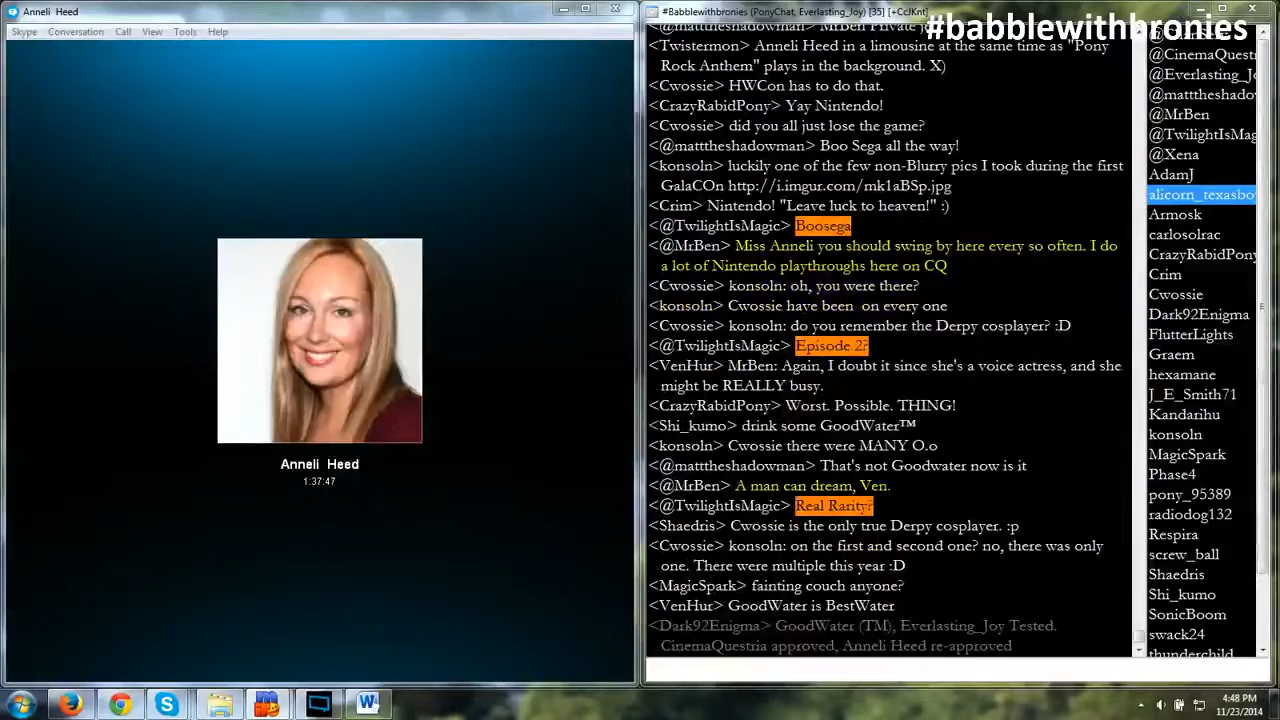 Anneli Heed
Skype Conversation Call View Tools Help
Anneli Heed
1:37:47
#Babblewithbronies (PonyChat, Everlasting_Joy) [35] [+CcJKnt]
#babblewithbronies
<@matttheshadowman> MrBen Private
<Twistermon> Anneli Heed in a limousine at the same time as "Pony
Rock Anthem" plays in the background. X)
<Cwossie> HWCon has to do that.
<CrazyRabidPony> Yay Nintendo!
<Cwossie> did you all just lose the game?
<@matttheshadowman> Boo Sega all the way!
<konsoln> luckily one of the few non-Blurry pics I took during the first
GalaCOn http://i.imgur.com/mk1aBSp.jpg
<Crim> Nintendo! "Leave luck to heaven!" :)
<@TwilightIsMagic> Boosega
<@MrBen> Miss Anneli you should swing by here every so often. I do
a lot of Nintendo playthroughs here on CQ
<Cwossie> konsoln: oh, you were there?
<konsoln> Cwossie have been on every one
<Cwossie> konsoln: do you remember the Derpy cosplayer? :D
<@TwilightIsMagic> Episode 2?
<VenHur> MrBen: Again, I doubt it since she's a voice actress, and she
might be REALLY busy.
<CrazyRabidPony> Worst. Possible. THING!
<Shi_kumo> drink some GoodWater™
<konsoln> Cwossie there were MANY O.o
<@matttheshadowman> That's not Goodwater now is it
<@MrBen> A man can dream, Ven.
<@TwilightIsMagic> Real Rarity?
<Shaedris> Cwossie is the only true Derpy cosplayer. :p
<Cwossie> konsoln: on the first and second one? no, there was only
one. There were multiple this year :D
<MagicSpark> fainting couch anyone?
<VenHur> GoodWater is BestWater
<Dark92Enigma> GoodWater (TM), Everlasting_Joy Tested.
CinemaQuestria approved, Anneli Heed re-approved
@CinemaQuestr
@Everlasting_Jo
@matttheshadow
@MrBen
@TwilightIsMag
@Xena
AdamJ
alicorn_texasbo
Armosk
carlosolrac
CrazyRabidPony
Crim
Cwossie
Dark92Enigma
FlutterLights
Graem
hexamane
J_E_Smith71
Kandarihu
konsoln
MagicSpark
Phase4
pony_95389
radiodog132
Respira
screw_ball
Shaedris
Shi_kumo
SonicBoom
swack24
thunderchild
4:48 PM
11/23/2014